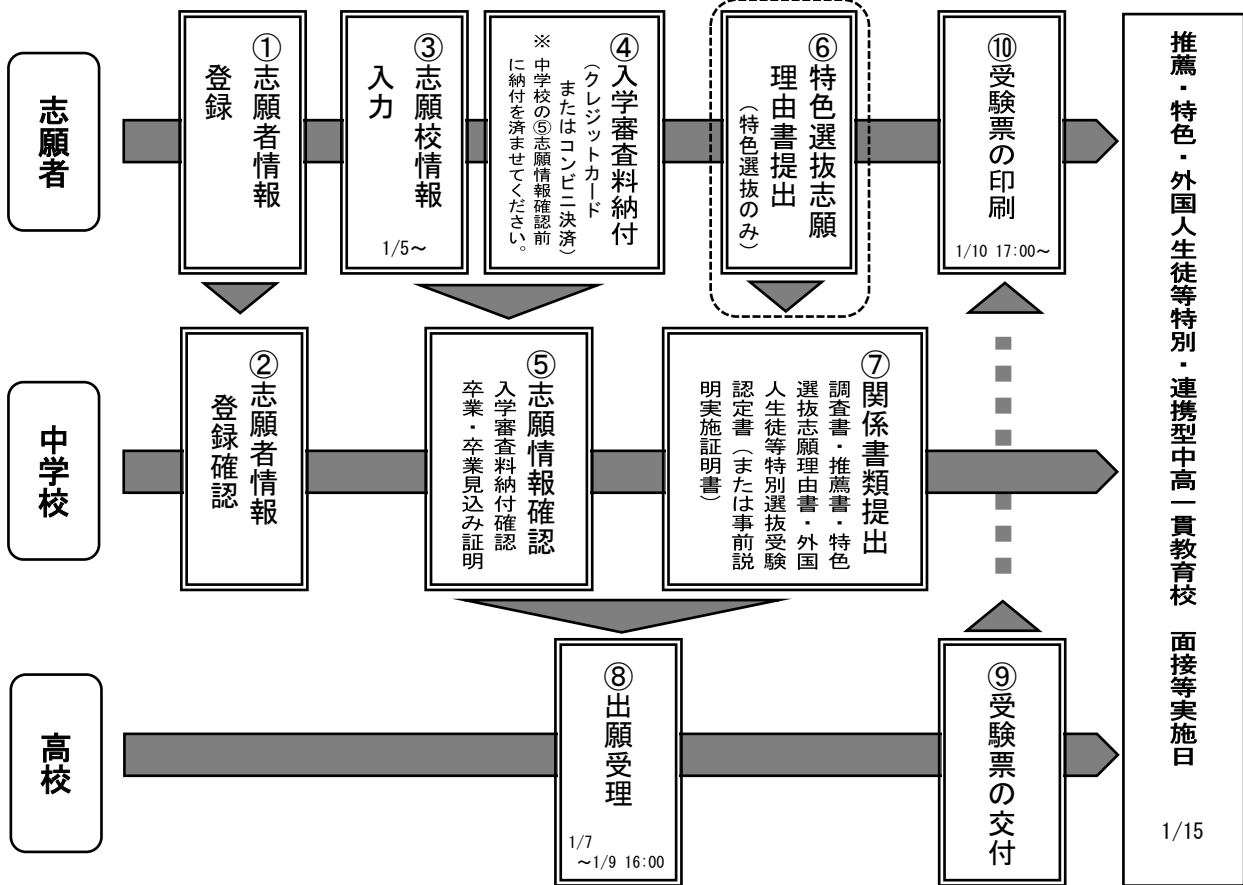 志願者
①志願者情報
登録
③志願校情報
入力
1/5～
④入学審査料納付
（クレジットカード
またはコンビニ決済）
※　中学校の⑤志願情報確認前
に納付を済ませてください。
⑥特色選抜志願
理由書提出
（特色選抜のみ）
⑩受験票の印刷
1/10 17:00～
中学校
②志願者情報
登録確認
⑤志願情報確認
入学審査料納付確認
卒業・卒業見込み証明
⑦関係書類提出
調査書・推薦書・特色
選抜志願理由書・外国
人生徒等特別選抜受験
認定書（または事前説
明実施証明書）
高校
⑧出願受理
1/7
～1/9 16:00
⑨受験票の交付
推薦・特色・外国人生徒等特別・連携型中高一貫教育校　面接等実施日
1/15